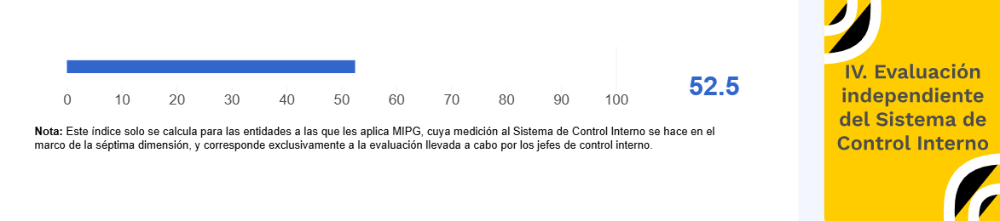 0 10 20 30 40 50 60 70 80 90 100
52.5
Nota: Este índice solo se calcula para las entidades a las que les aplica MIPG, cuya medición al Sistema de Control Interno se hace en el
marco de la séptima dimensión, y corresponde exclusivamente a la evaluación llevada a cabo por los jefes de control interno.
IV. Evaluación
independiente
del Sistema de
Control Interno